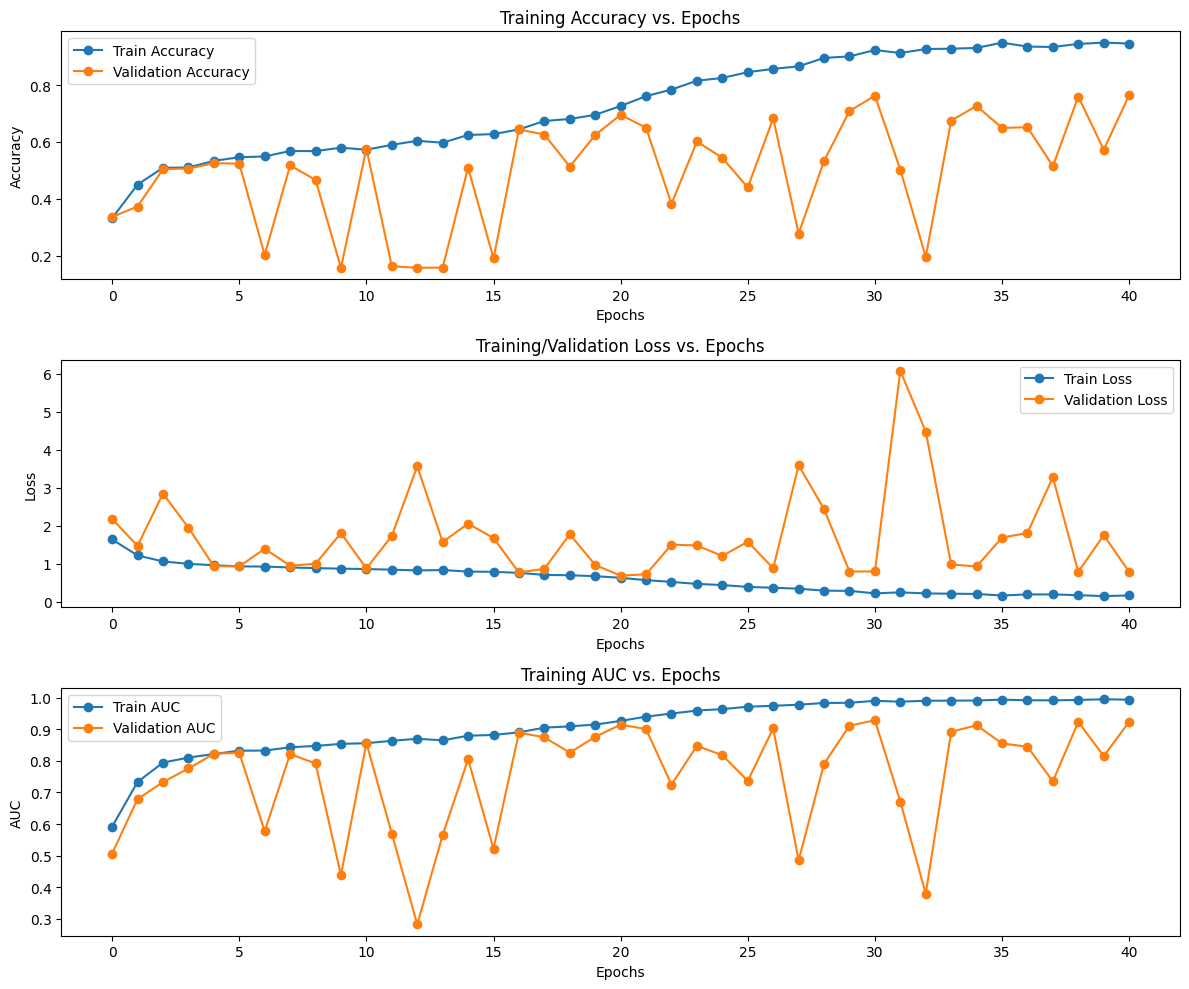 Training Accuracy vs. Epochs
Train Accuracy
Validation Accuracy
Accuracy
0.8
0.6
0.4
0.2
0 5 10 15 20 25 30 35 40
Epochs
Training/Validation Loss vs. Epochs
Train Loss
Validation Loss
Loss
6
5
4
3
2
1
0
0 5 10 15 20 25 30 35 40
Epochs
Training AUC vs. Epochs
Train AUC
Validation AUC
AUC
1.0
0.9
0.8
0.7
0.6
0.5
0.4
0.3
0 5 10 15 20 25 30 35 40
Epochs